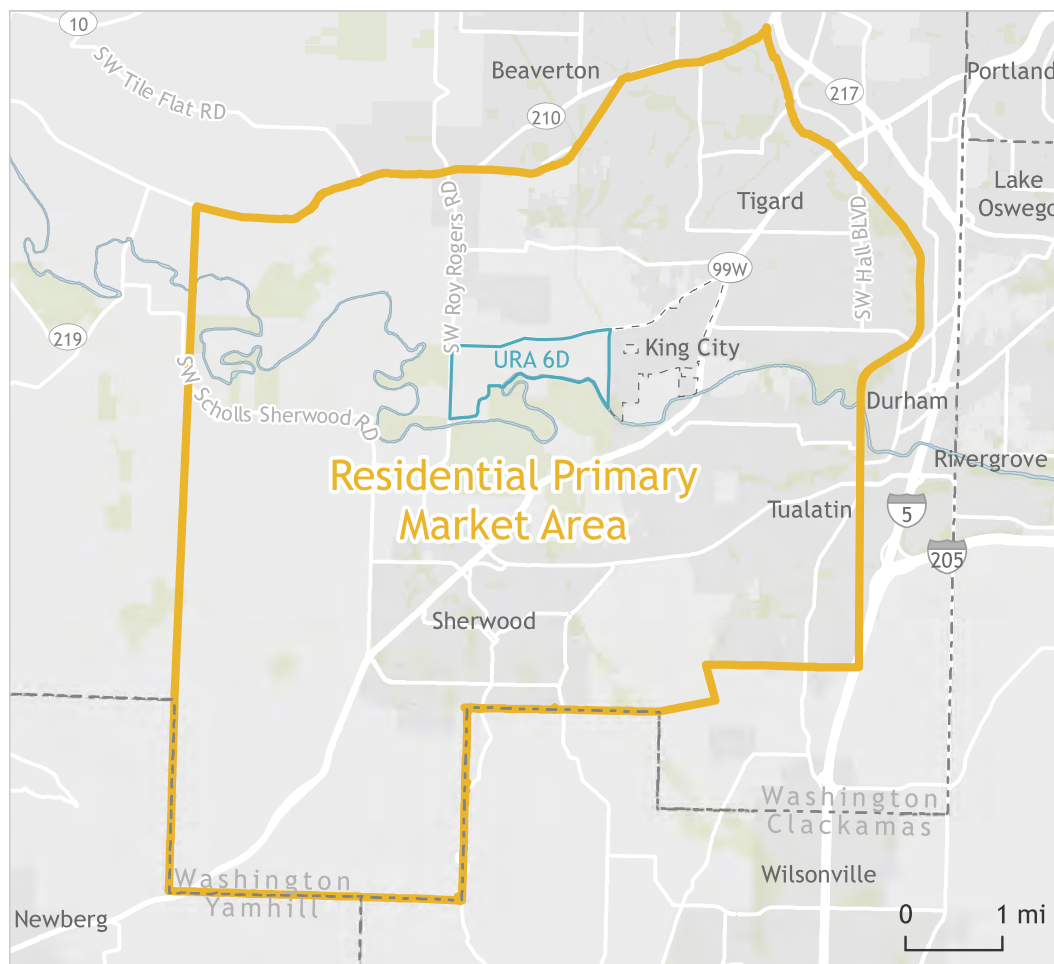 10
SW Tile Flat RD
Beaverton
Portland
217
210
Lake
Oswego
Tigard
SW Roy Rogers RD
SW Hall BLVD
99W
219
King City
URA 6D
SW Scholls Sherwood RD
Durham
Rivergrove
Residential Primary
Market Area
Tualatin
5
205
Sherwood
Washington
Clackamas
Wilsonville
Washington
Yamhill
Newberg
0 1 mi